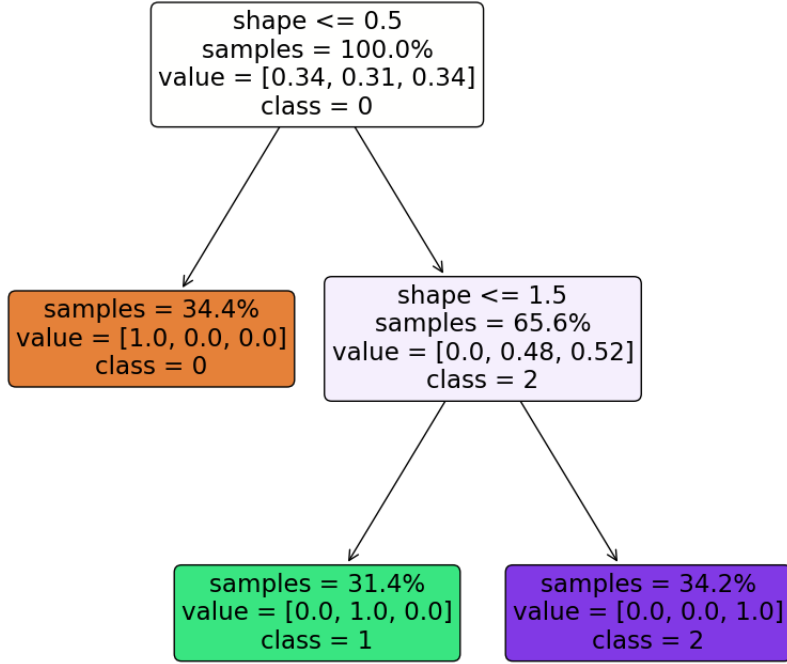 shape <= 0.5
samples = 100.0%
value = [0.34, 0.31, 0.34]
class = 0
samples = 34.4%
value = [1.0, 0.0, 0.0]
class = 0
shape <= 1.5
samples = 65.6%
value = [0.0, 0.48, 0.52]
class = 2
samples = 31.4%
value = [0.0, 1.0, 0.0]
class = 1
samples = 34.2%
value = [0.0, 0.0, 1.0]
class = 2